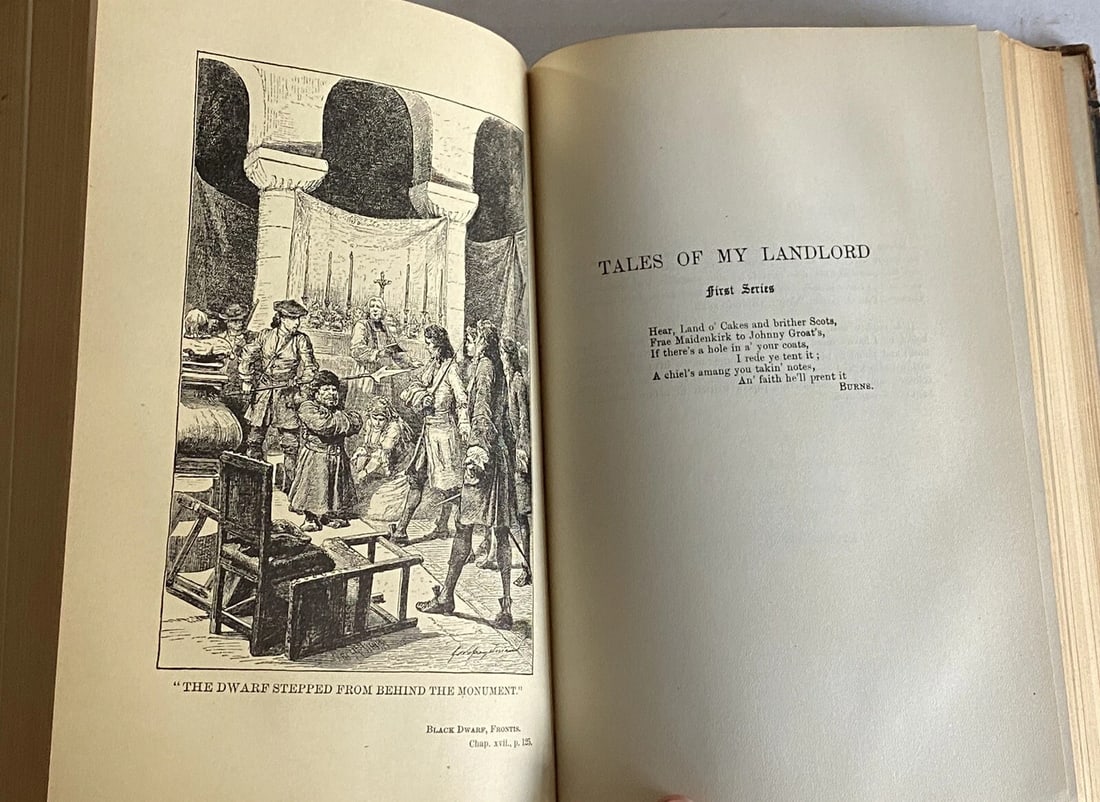 "THE DWARF STEPPED FROM BEHIND THE MONUMENT."
BLACK DWARF, FRONTIS.
Chap. xvii., p. 125.
TALES OF MY LANDLORD
First Series
Hear, Land o' Cakes and brither Scots,
Frae Maidenkirk to Johnny Groat's,
If there's a hole in a' your coats,
I rede ye tent it;
A chiel's amang you takin' notes,
An' faith he'll prent it
BURNS.